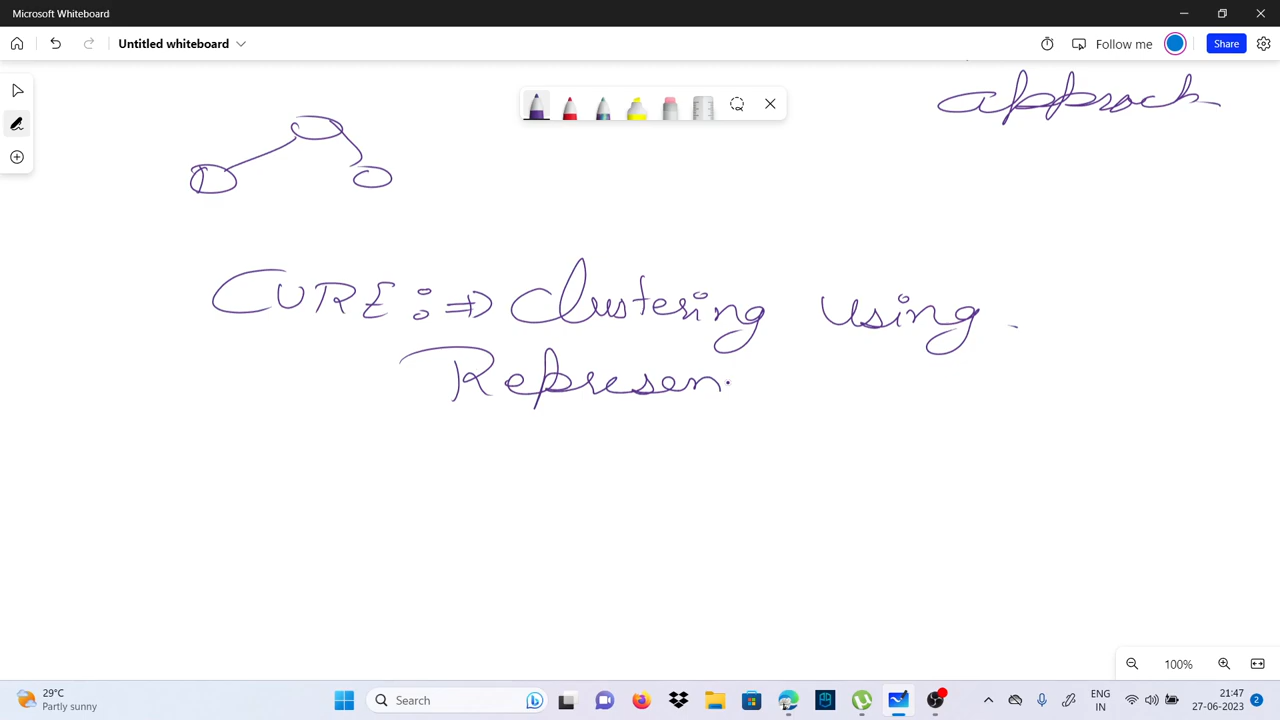 Microsoft Whiteboard
Untitled whiteboard
Follow me
Share
approach
CURE :⇒ Clustering using
Represen
100%
29°C
Partly sunny
Search
ENG
IN
21:47
27-06-2023
2